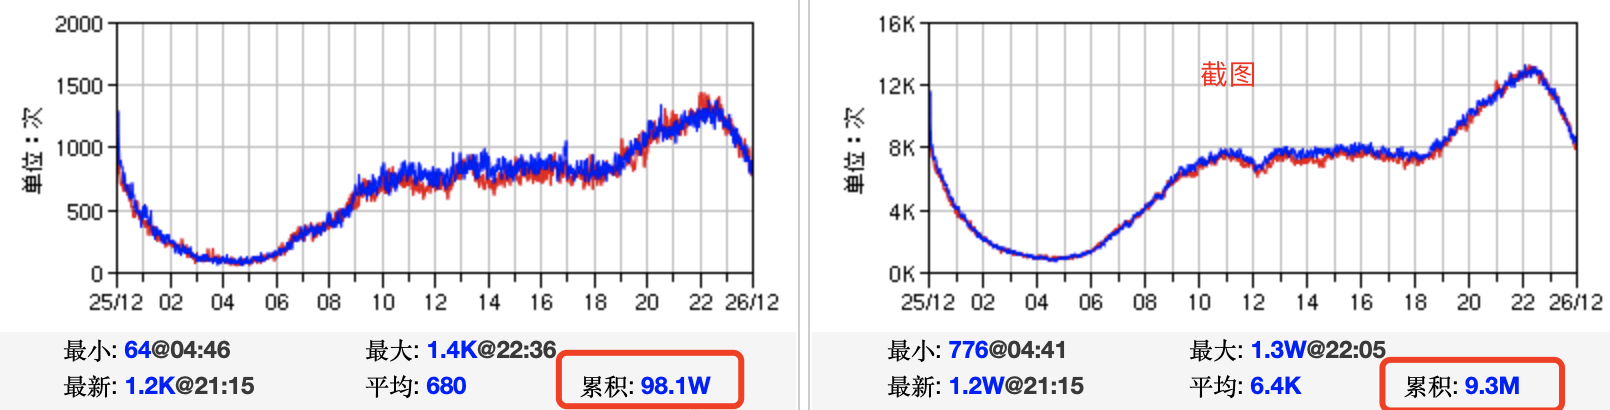 2000
1500
1000
500
0
单位：次
25/12 02 04 06 08 10 12 14 16 18 20 22 26/12
最小: 64@04:46 最大: 1.4K@22:36
最新: 1.2K@21:15 平均: 680 累积: 98.1W
16K
12K
8K
4K
0K
单位：次
截图
25/12 02 04 06 08 10 12 14 16 18 20 22 26/12
最小: 776@04:41 最大: 1.3W@22:05
最新: 1.2W@21:15 平均: 6.4K 累积: 9.3M